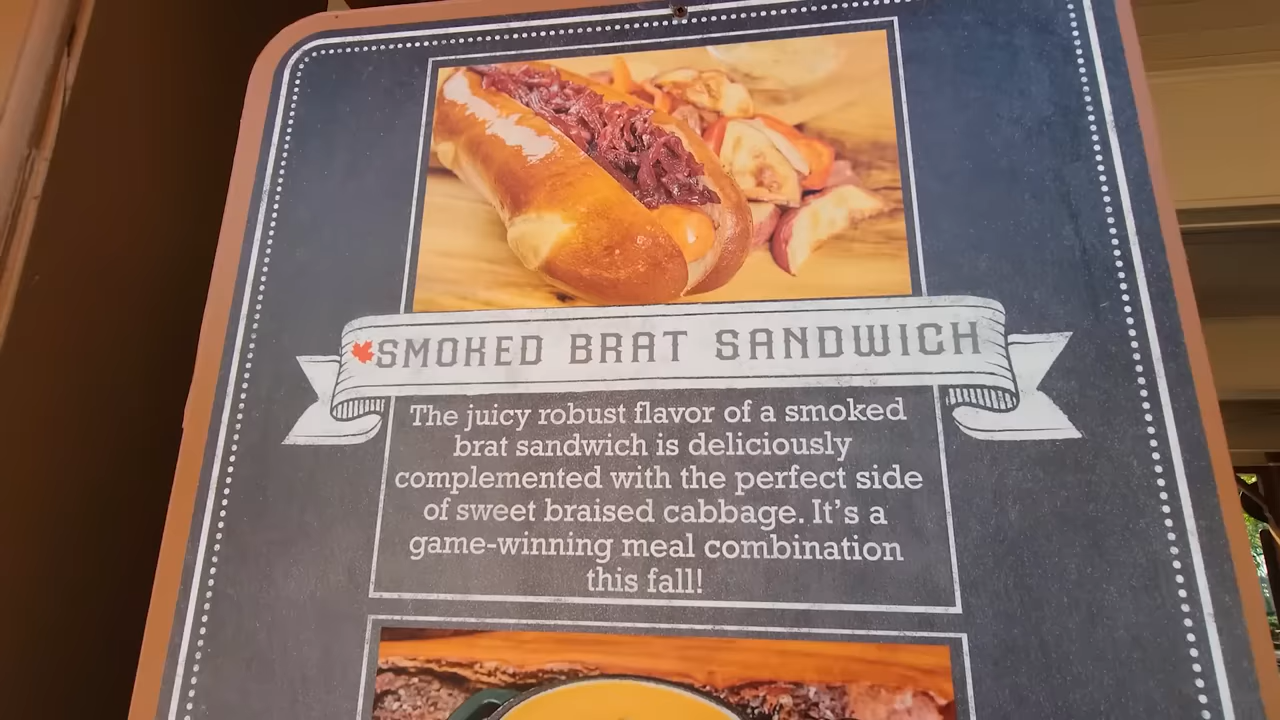 SMOKED BRAT SANDWICH
The juicy robust flavor of a smoked
brat sandwich is deliciously
complemented with the perfect side
of sweet braised cabbage. It's a
game-winning meal combination
this fall!